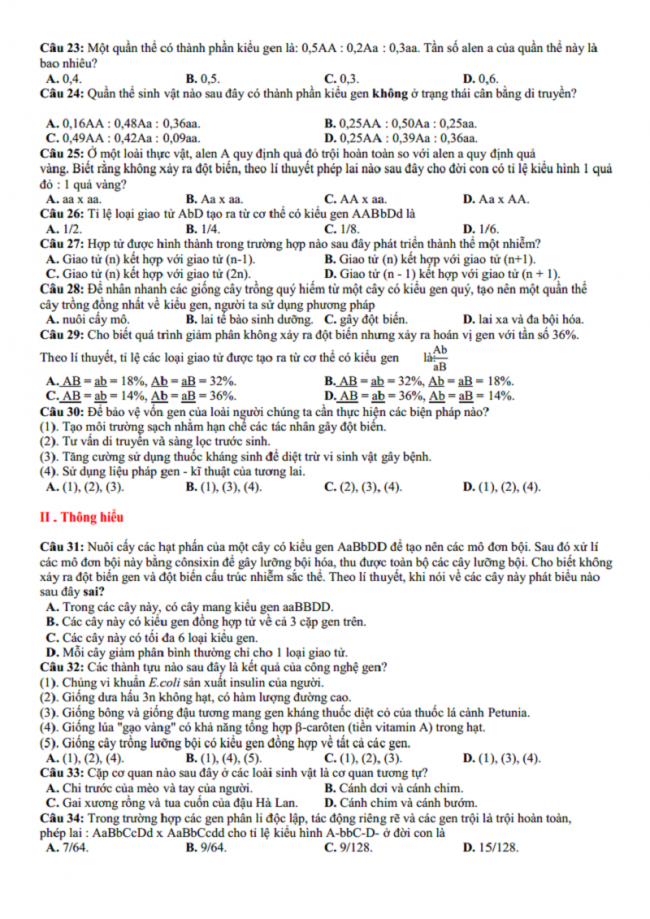 Câu 23: Một quần thể có thành phần kiểu gen là: 0,5AA : 0,2Aa : 0,3aa. Tần số alen a của quần thể này là
bao nhiêu?
A. 0,4. B. 0,5. C. 0,3. D. 0,6.
Câu 24: Quần thể sinh vật nào sau đây có thành phần kiểu gen không ở trạng thái cân bằng di truyền?
A. 0,16AA : 0,48Aa : 0,36aa. B. 0,25AA : 0,50Aa : 0,25aa.
C. 0,49AA : 0,42Aa : 0,09aa. D. 0,25AA : 0,39Aa : 0,36aa.
Câu 25: Ở một loài thực vật, alen A quy định quả đỏ trội hoàn toàn so với alen a quy định quả
vàng. Biết rằng không xảy ra đột biến, theo lí thuyết phép lai nào sau đây cho đời con có tỉ lệ kiểu hình 1 quả
đỏ : 1 quả vàng?
A. aa x aa. B. Aa x aa. C. AA x aa. D. Aa x AA.
Câu 26: Tỉ lệ loại giao tử AbD tạo ra từ cơ thể có kiểu gen AABbDd là
A. 1/2. B. 1/4. C. 1/8. D. 1/6.
Câu 27: Hợp tử được hình thành trong trường hợp nào sau đây phát triển thành thể một nhiễm?
A. Giao tử (n) kết hợp với giao tử (n-1). B. Giao tử (n) kết hợp với giao tử (n+1).
C. Giao tử (n) kết hợp với giao tử (2n). D. Giao tử (n - 1) kết hợp với giao tử (n + 1).
Câu 28: Để nhân nhanh các giống cây trồng quý hiếm từ một cây có kiểu gen quý, tạo nên một quần thể
cây trồng đồng nhất về kiểu gen, người ta sử dụng phương pháp
A. nuôi cấy mô. B. lai tế bào sinh dưỡng. C. gây đột biến. D. lai xa và đa bội hóa.
Câu 29: Cho biết quá trình giảm phân không xảy ra đột biến nhưng xảy ra hoán vị gen với tần số 36%.
Theo lí thuyết, tỉ lệ các loại giao tử được tạo ra từ cơ thể có kiểu gen là: Ab/aB
A. AB = ab = 18%, Ab = aB = 32%. B. AB = ab = 32%, Ab = aB = 18%.
C. AB = ab = 14%, Ab = aB = 36%. D. AB = ab = 36%, Ab = aB = 14%.
Câu 30: Để bảo vệ vốn gen của loài người chúng ta cần thực hiện các biện pháp nào?
(1). Tạo môi trường sạch nhằm hạn chế các tác nhân gây đột biến.
(2). Tư vấn di truyền và sàng lọc trước sinh.
(3). Tăng cường sử dụng thuốc kháng sinh để diệt trừ vi sinh vật gây bệnh.
(4). Sử dụng liệu pháp gen - kĩ thuật của tương lai.
A. (1), (2), (3). B. (1), (3), (4). C. (2), (3), (4). D. (1), (2), (4).
II . Thông hiểu
Câu 31: Nuôi cấy các hạt phấn của một cây có kiểu gen AaBbDD để tạo nên các mô đơn bội. Sau đó xử lí
các mô đơn bội này bằng cônsixin để gây lưỡng bội hóa, thu được toàn bộ các cây lưỡng bội. Cho biết không
xảy ra đột biến gen và đột biến cấu trúc nhiễm sắc thể. Theo lí thuyết, khi nói về các cây này phát biểu nào
sau đây sai?
A. Trong các cây này, có cây mang kiểu gen aaBBDD.
B. Các cây này có kiểu gen đồng hợp tử về cả 3 cặp gen trên.
C. Các cây này có tối đa 6 loại kiểu gen.
D. Mỗi cây giảm phân bình thường chỉ cho 1 loại giao tử.
Câu 32: Các thành tựu nào sau đây là kết quả của công nghệ gen?
(1). Chủng vi khuẩn E.coli sản xuất insulin của người.
(2). Giống dưa hấu 3n không hạt, có hàm lượng đường cao.
(3). Giống bông và giống đậu tương mang gen kháng thuốc diệt cỏ của thuốc lá cảnh Petunia.
(4). Giống lúa "gạo vàng" có khả năng tổng hợp β-carôten (tiền vitamin A) trong hạt.
(5). Giống cây trồng lưỡng bội có kiểu gen đồng hợp về tất cả các gen.
A. (1), (2), (4). B. (1), (4), (5). C. (1), (2), (3). D. (1), (3), (4).
Câu 33: Cặp cơ quan nào sau đây ở các loài sinh vật là cơ quan tương tự?
A. Chi trước của mèo và tay của người. B. Cánh dơi và cánh chim.
C. Gai xương rồng và tua cuốn của đậu Hà Lan. D. Cánh chim và cánh bướm.
Câu 34: Trong trường hợp các gen phân li độc lập, tác động riêng rẽ và các gen trội là trội hoàn toàn,
phép lai : AaBbCcDd x AaBbCcdd cho tỉ lệ kiểu hình A-bbC-D- ở đời con là
A. 7/64. B. 9/64. C. 9/128. D. 15/128.